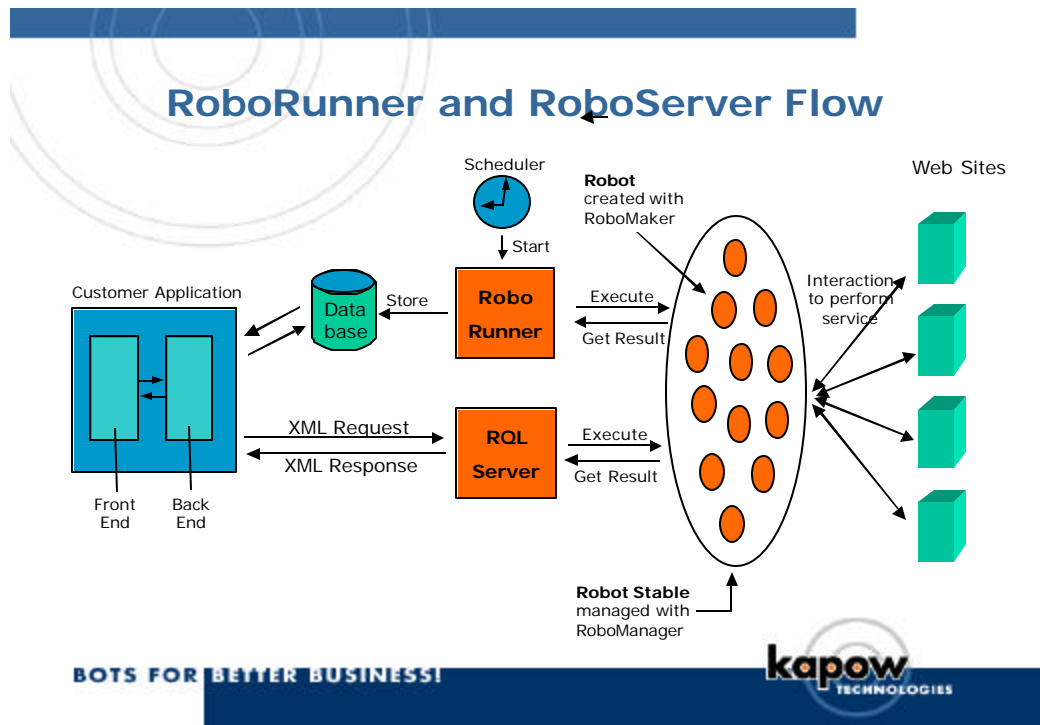 RoboRunner and RoboServer Flow
Scheduler
Web Sites
Robot
created with
RoboMaker
Start
Customer Application
Data
base
Store
Robo
Runner
Execute
Get Result
Interaction
to perform
service
XML Request
XML Response
RQL
Server
Execute
Get Result
Front
End
Back
End
Robot Stable
managed with
RoboManager
BOTS FOR BETTER BUSINESS!
kapow
TECHNOLOGIES